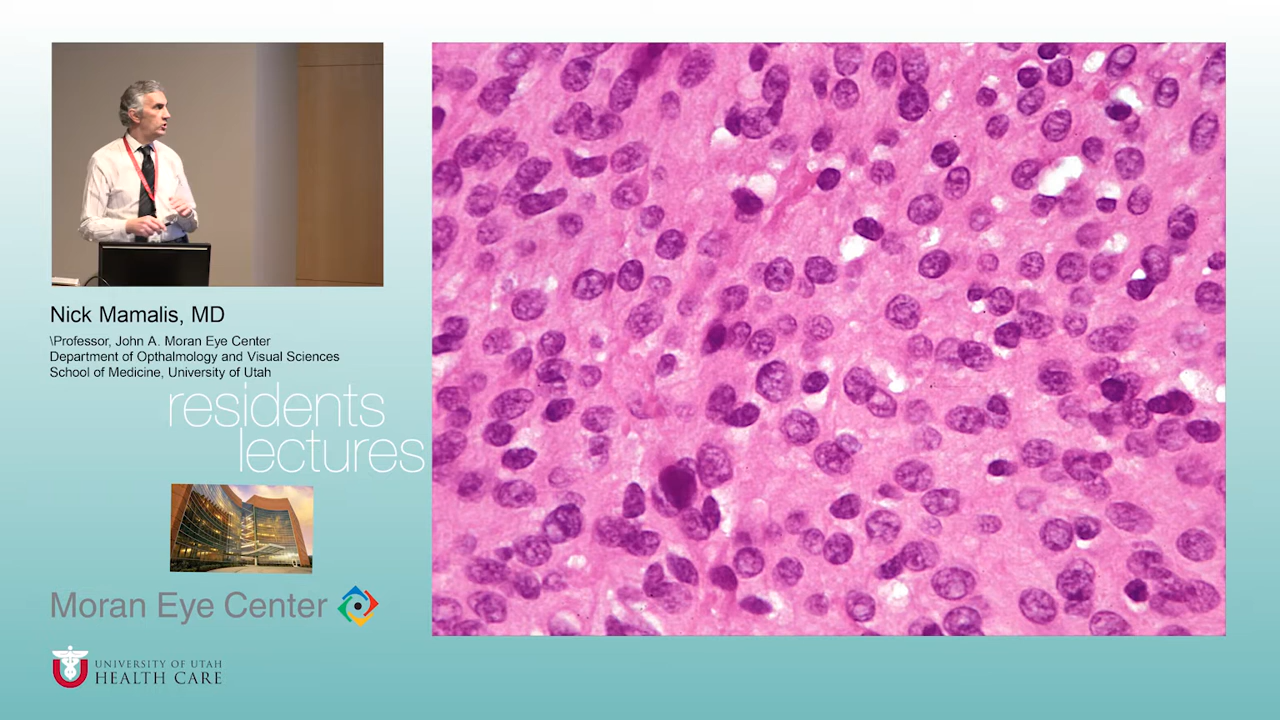 Nick Mamalis, MD
\Professor, John A. Moran Eye Center
Department of Opthalmology and Visual Sciences
School of Medicine, University of Utah
residents
lectures
Moran Eye Center
UNIVERSITY OF UTAH
HEALTH CARE